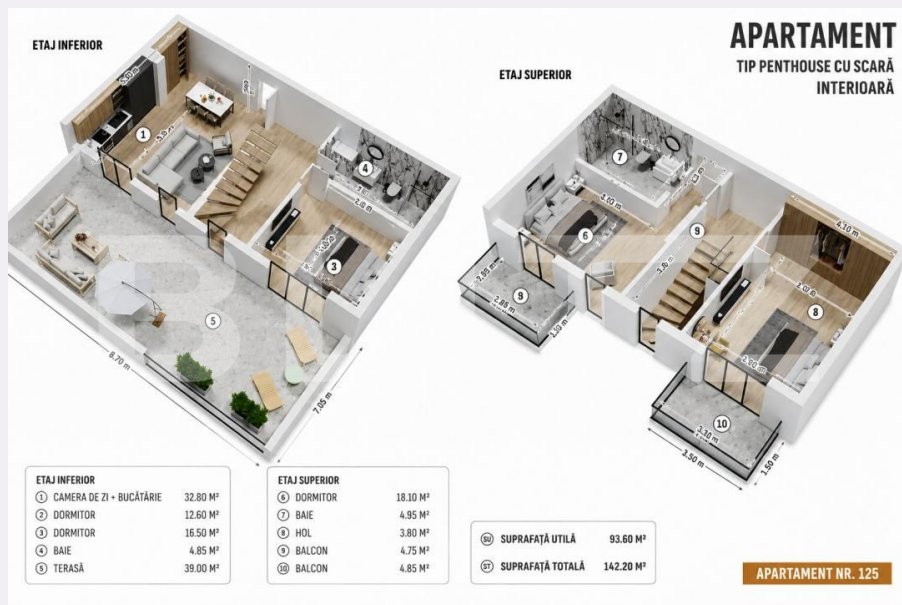 ETAJ INFERIOR
ETAJ SUPERIOR
APARTAMENT
TIP PENTHOUSE CU SCARĂ
INTERIOARĂ
1
4
3
5
8.70 m
7.05 m
7
6
9
8
9
10
4.10 m
2.85 m
3.10 m
3.50 m
1.50 m
ETAJ INFERIOR
1 CAMERA DE ZI + BUCĂTĂRIE 32.80 M²
2 DORMITOR 12.60 M²
3 DORMITOR 16.50 M²
4 BAIE 4.85 M²
5 TERASĂ 39.00 M²
ETAJ SUPERIOR
6 DORMITOR 18.10 M²
7 BAIE 4.95 M²
8 HOL 3.80 M²
9 BALCON 4.75 M²
10 BALCON 4.85 M²
SU SUPRAFAȚĂ UTILĂ 93.60 M²
ST SUPRAFAȚĂ TOTALĂ 142.20 M²
APARTAMENT NR. 125